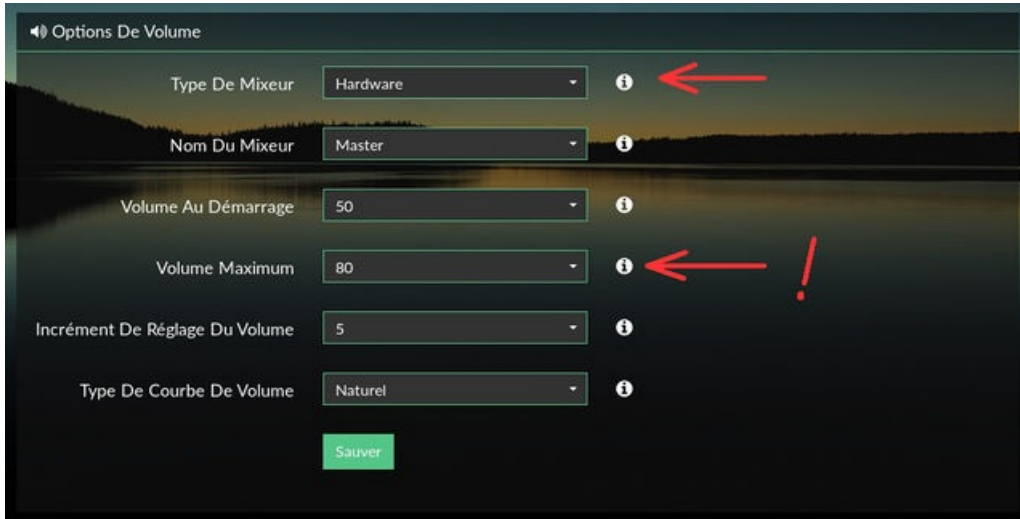 Options De Volume
Type De Mixeur Hardware
Nom Du Mixeur Master
Volume Au Démarrage 50
Volume Maximum 80
!
Incrément De Réglage Du Volume 5
Type De Courbe De Volume Naturel
Sauver